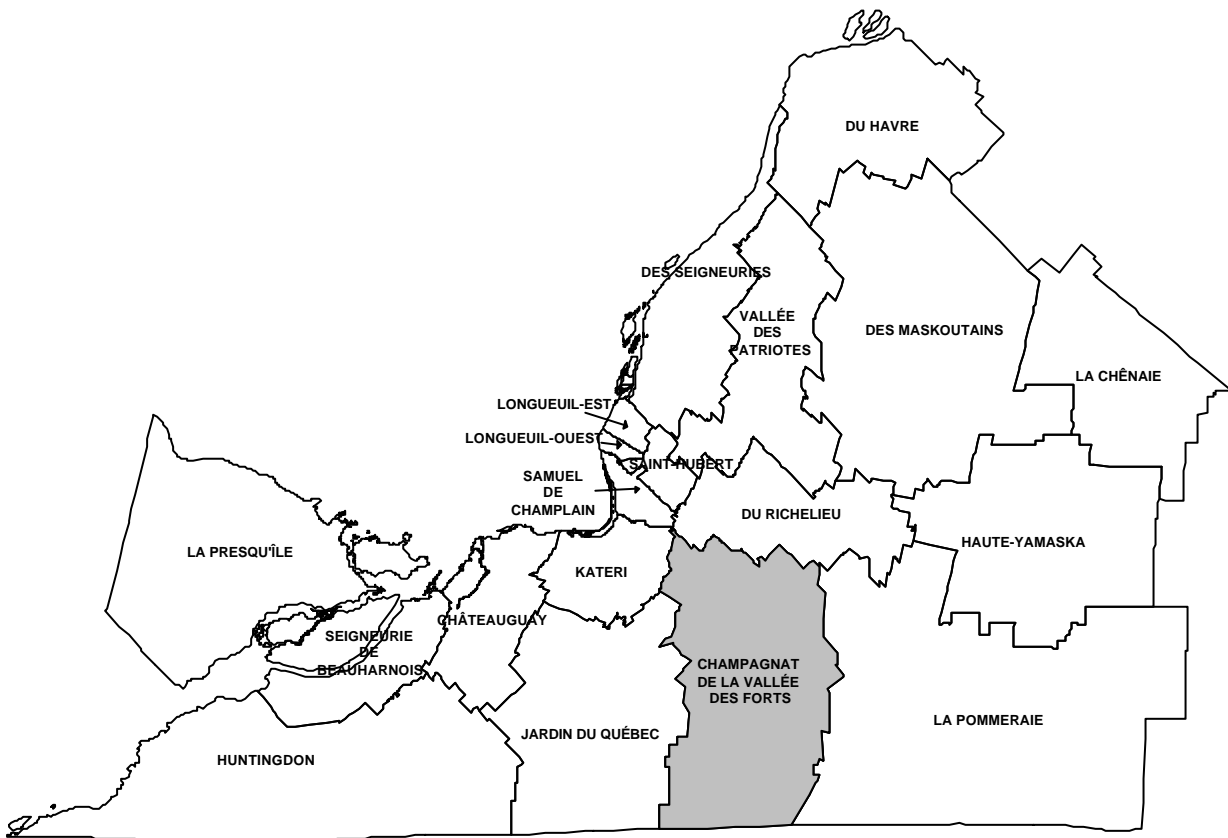 DU HAVRE
DES SEIGNEURIES
VALLÉE
DES
PATRIOTES
DES MASKOUTAINS
LA CHÊNAIE
LONGUEUIL-EST
LONGUEUIL-OUEST
SAINT-HUBERT
SAMUEL
DE
CHAMPLAIN
DU RICHELIEU
HAUTE-YAMASKA
LA PRESQU'ÎLE
KATERI
CHÂTEAUGUAY
SEIGNEURIE
DE
BEAUHARNOIS
CHAMPAGNAT
DE LA VALLÉE
DES FORTS
LA POMMERAIE
JARDIN DU QUÉBEC
HUNTINGDON